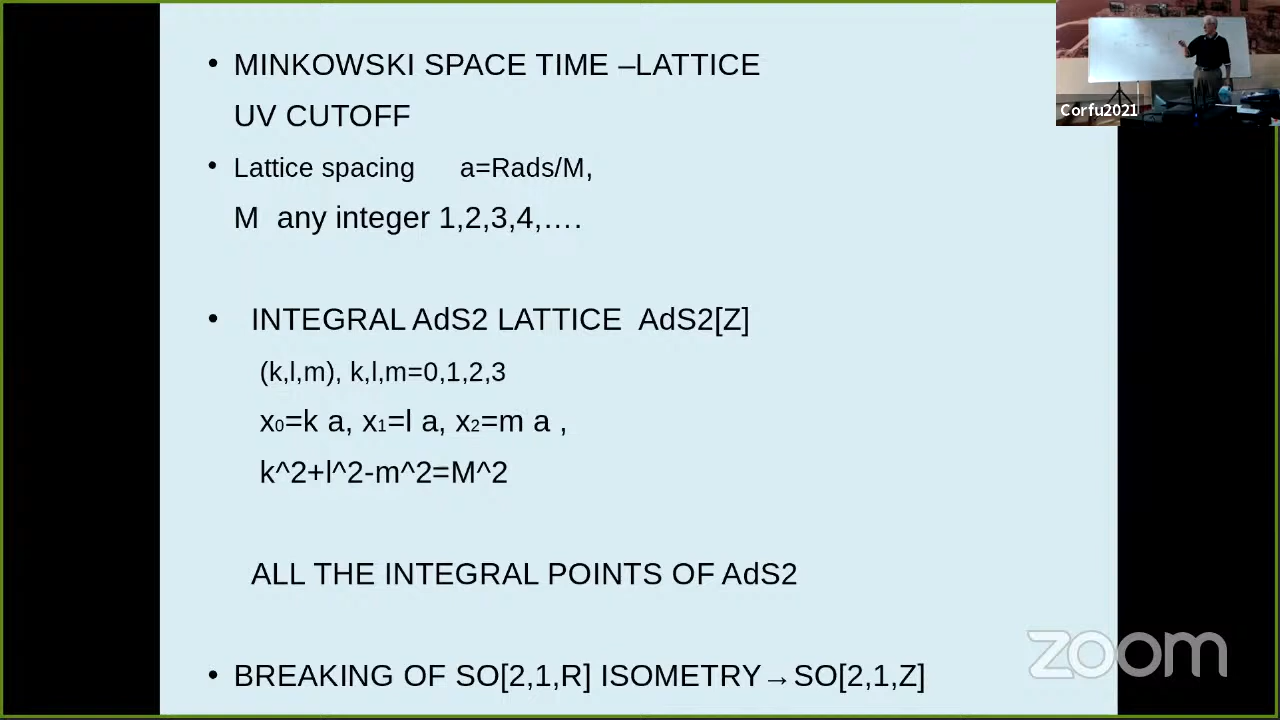 • MINKOWSKI SPACE TIME –LATTICE
UV CUTOFF
• Lattice spacing a=Rads/M,
M any integer 1,2,3,4,….
• INTEGRAL AdS2 LATTICE AdS2[Z]
(k,l,m), k,l,m=0,1,2,3
x₀=k a, x₁=l a, x₂=m a ,
k^2+l^2-m^2=M^2
ALL THE INTEGRAL POINTS OF AdS2
• BREAKING OF SO[2,1,R] ISOMETRY→SO[2,1,Z]
Corfu2021
zoom